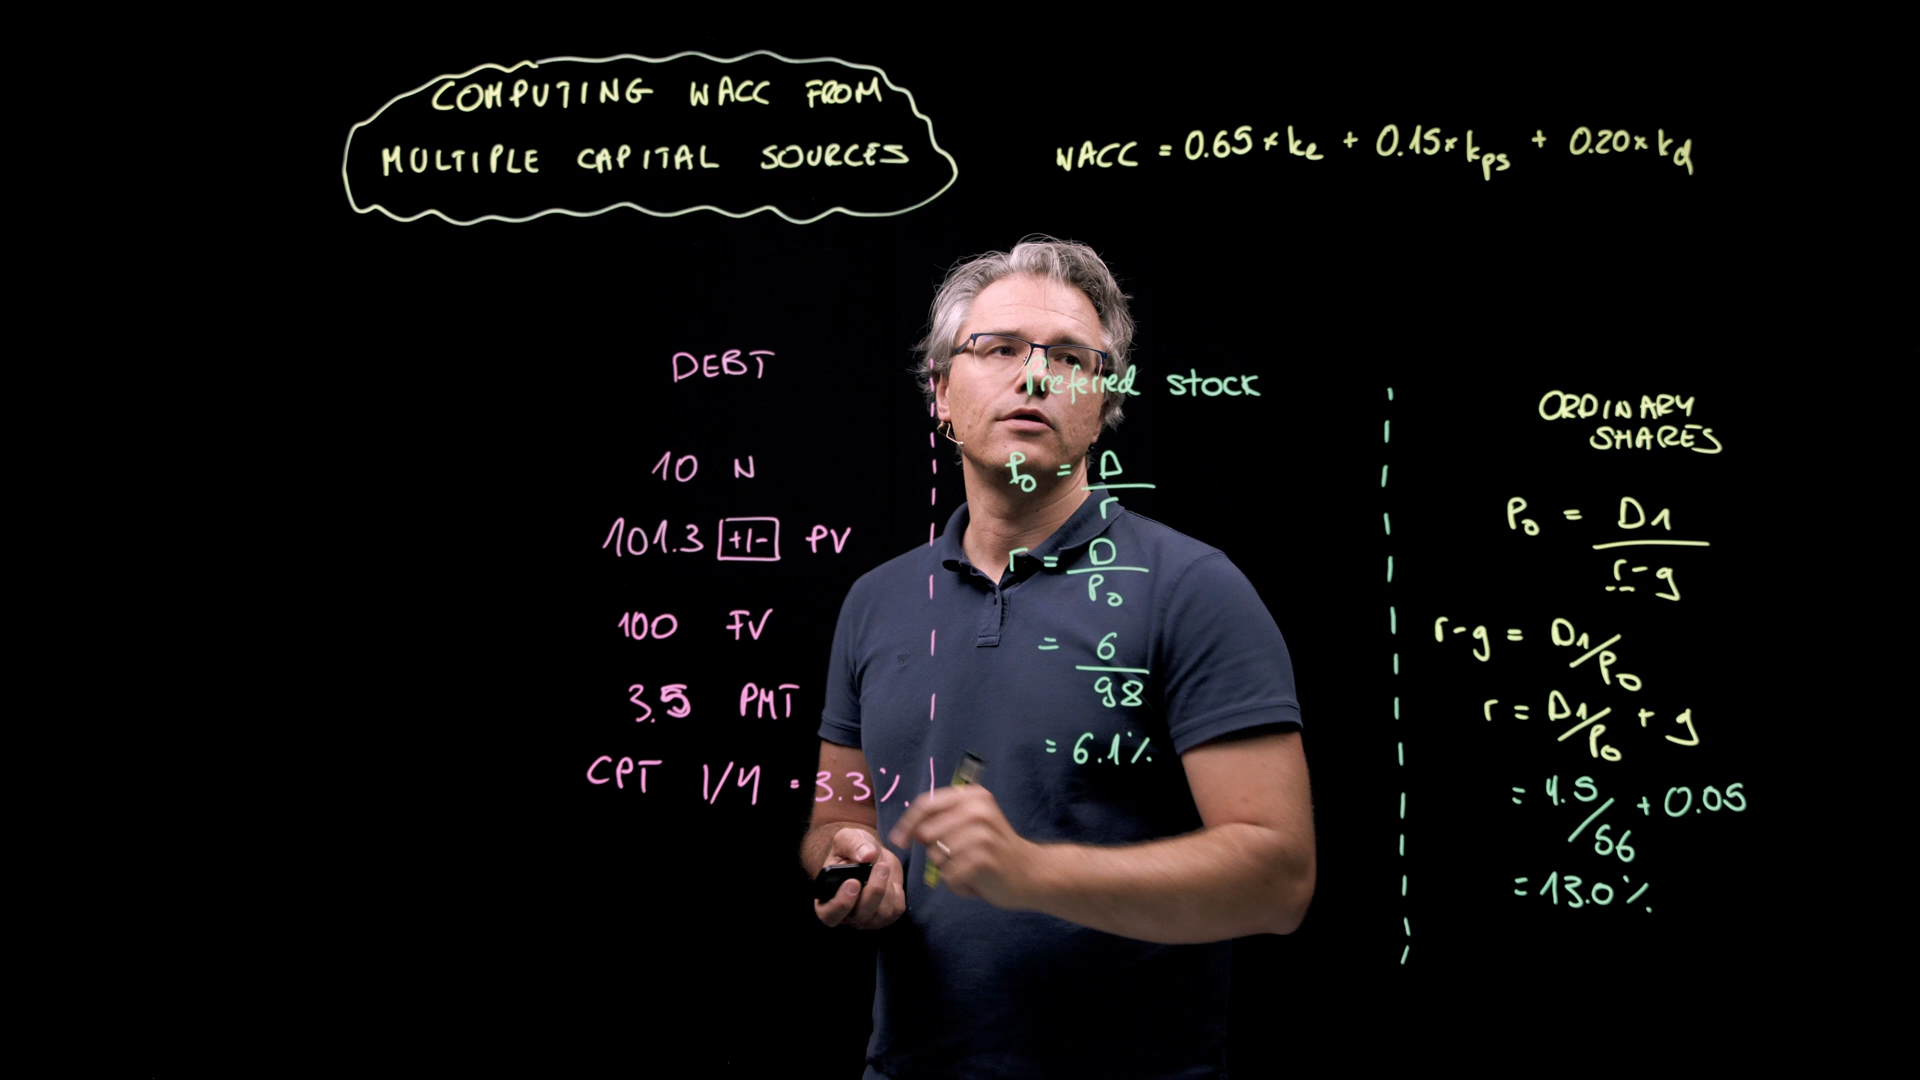 COMPUTING WACC FROM
MULTIPLE CAPITAL SOURCES
WACC = 0.65 × ke + 0.15 × kps + 0.20 × kd
DEBT
10 N
101.3 +/- PV
100 FV
3.5 PMT
CPT I/Y = 3.3%
Preferred stock
P0 = D
r
r = D
P0
= 6
98
= 6.1%
ORDINARY
SHARES
P0 = D1
r-g
r-g = D1/P0
r = D1/P0 + g
= 4.5/56 + 0.05
= 13.0%